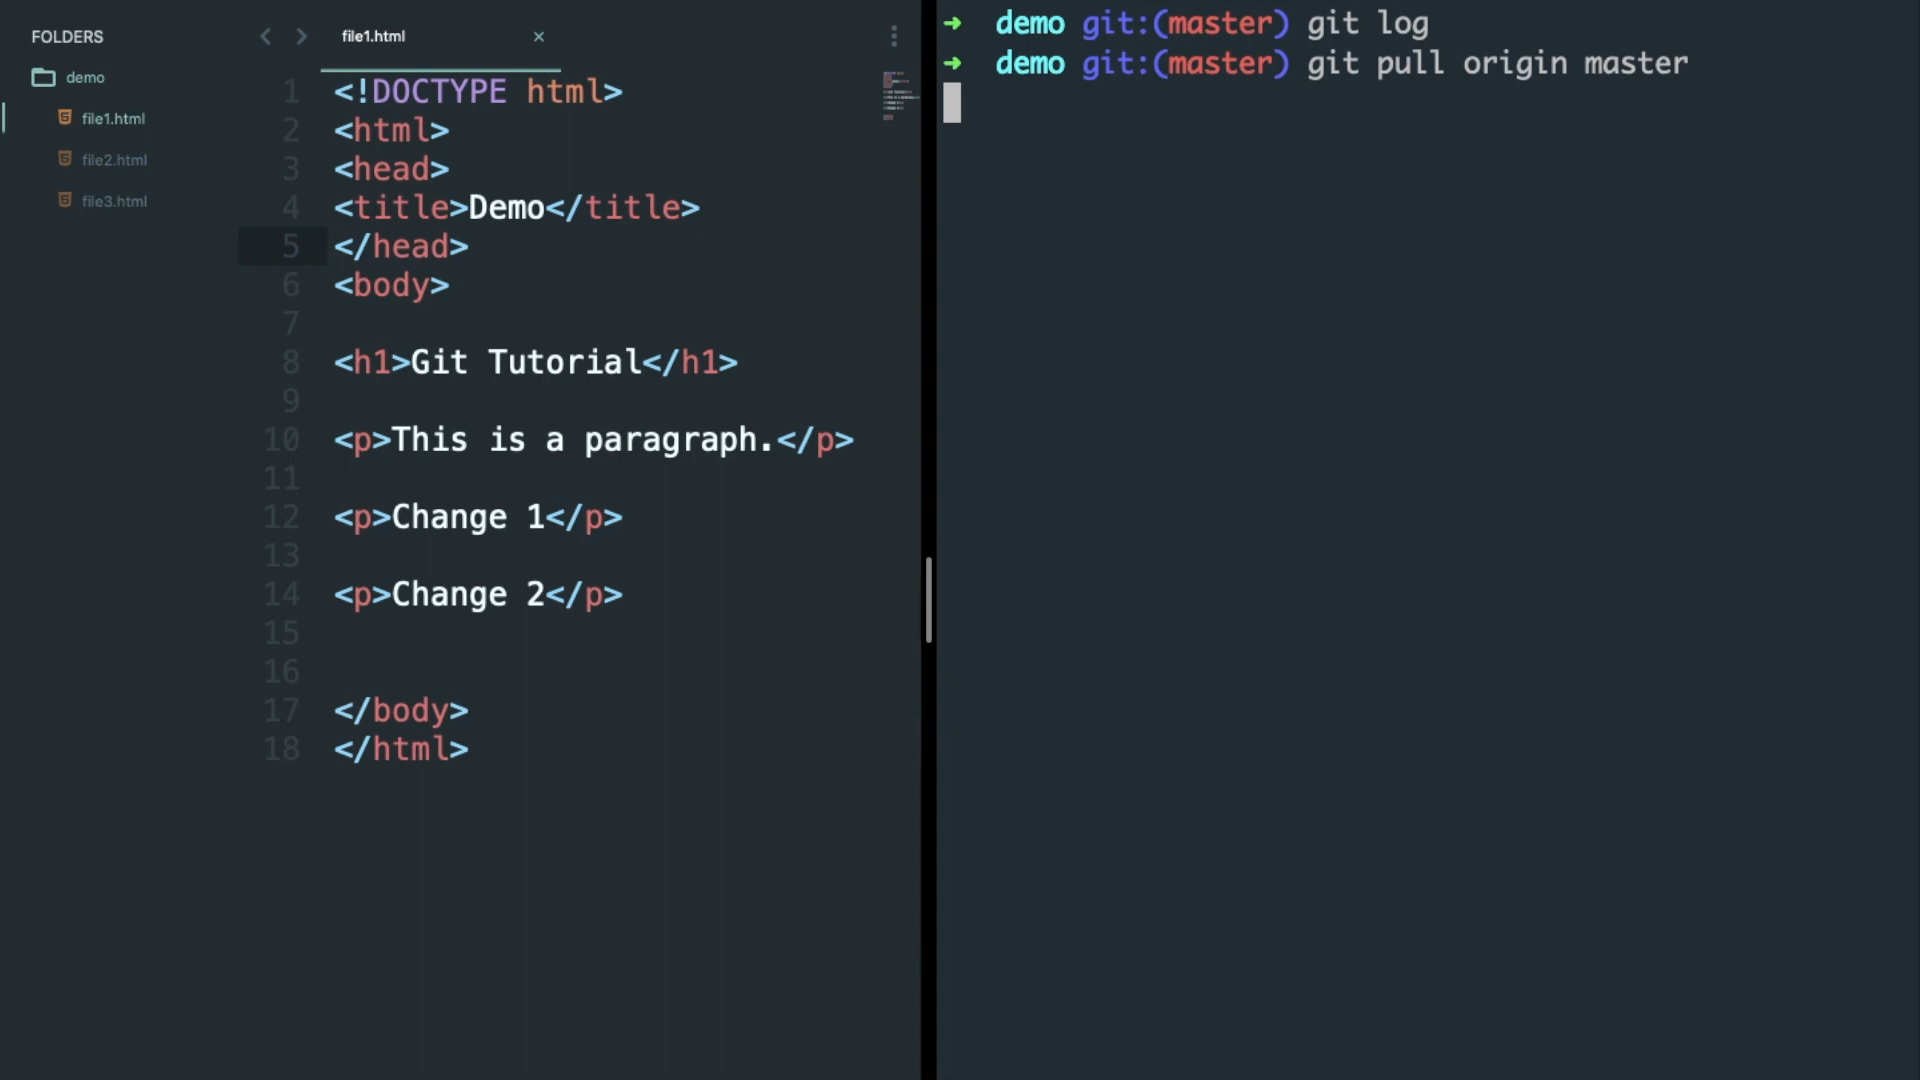 FOLDERS
demo
file1.html
file2.html
file3.html
file1.html
1 <!DOCTYPE html>
2 <html>
3 <head>
4 <title>Demo</title>
5 </head>
6 <body>
7
8 <h1>Git Tutorial</h1>
9
10 <p>This is a paragraph.</p>
11
12 <p>Change 1</p>
13
14 <p>Change 2</p>
15
16
17 </body>
18 </html>
➜ demo git:(master) git log
➜ demo git:(master) git pull origin master